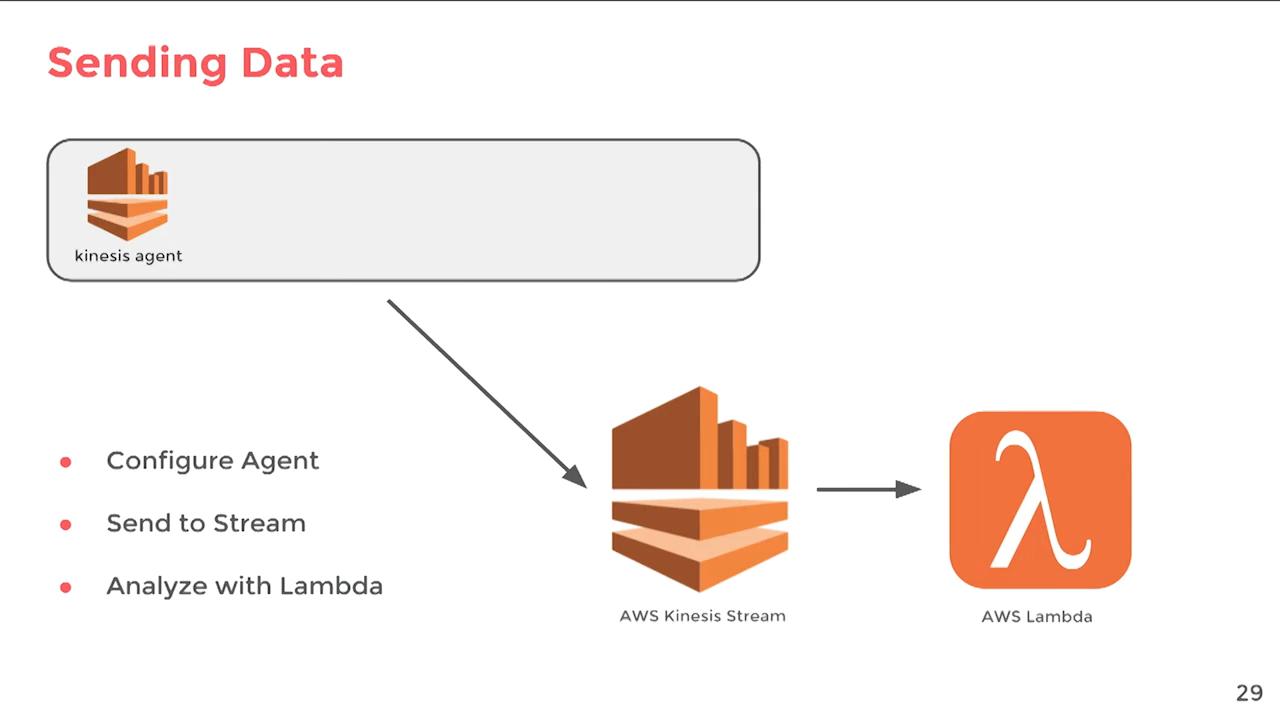 Sending Data
kinesis agent
Configure Agent
Send to Stream
Analyze with Lambda
AWS Kinesis Stream
λ
AWS Lambda
29